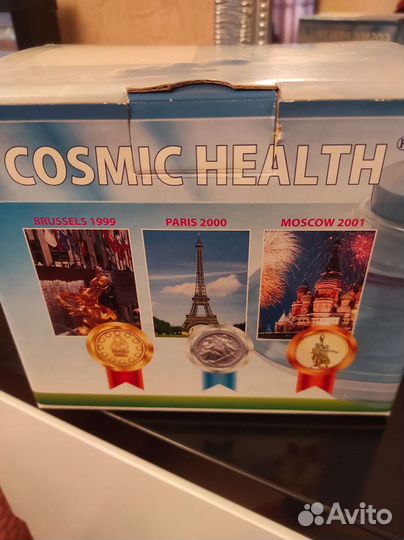 COSMIC HEALTH ®
BRUSSELS 1999
PARIS 2000
MOSCOW 2001
Avito